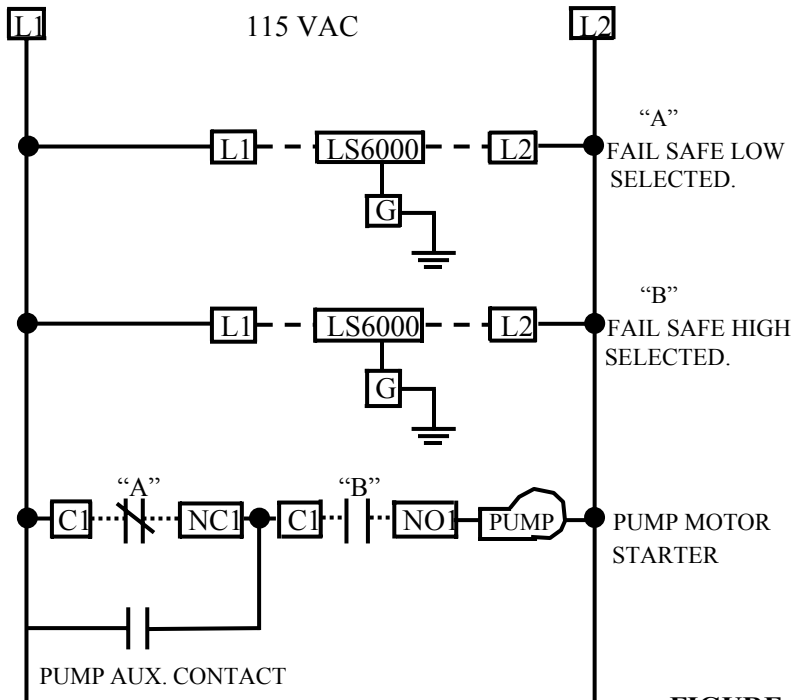 L1 115 VAC L2
"A"
L1 LS6000 L2 FAIL SAFE LOW
SELECTED.
G
"B"
L1 LS6000 L2 FAIL SAFE HIGH
SELECTED.
G
"A" "B"
C1 NC1 C1 NO1 PUMP PUMP MOTOR
STARTER
PUMP AUX. CONTACT
FIGURE